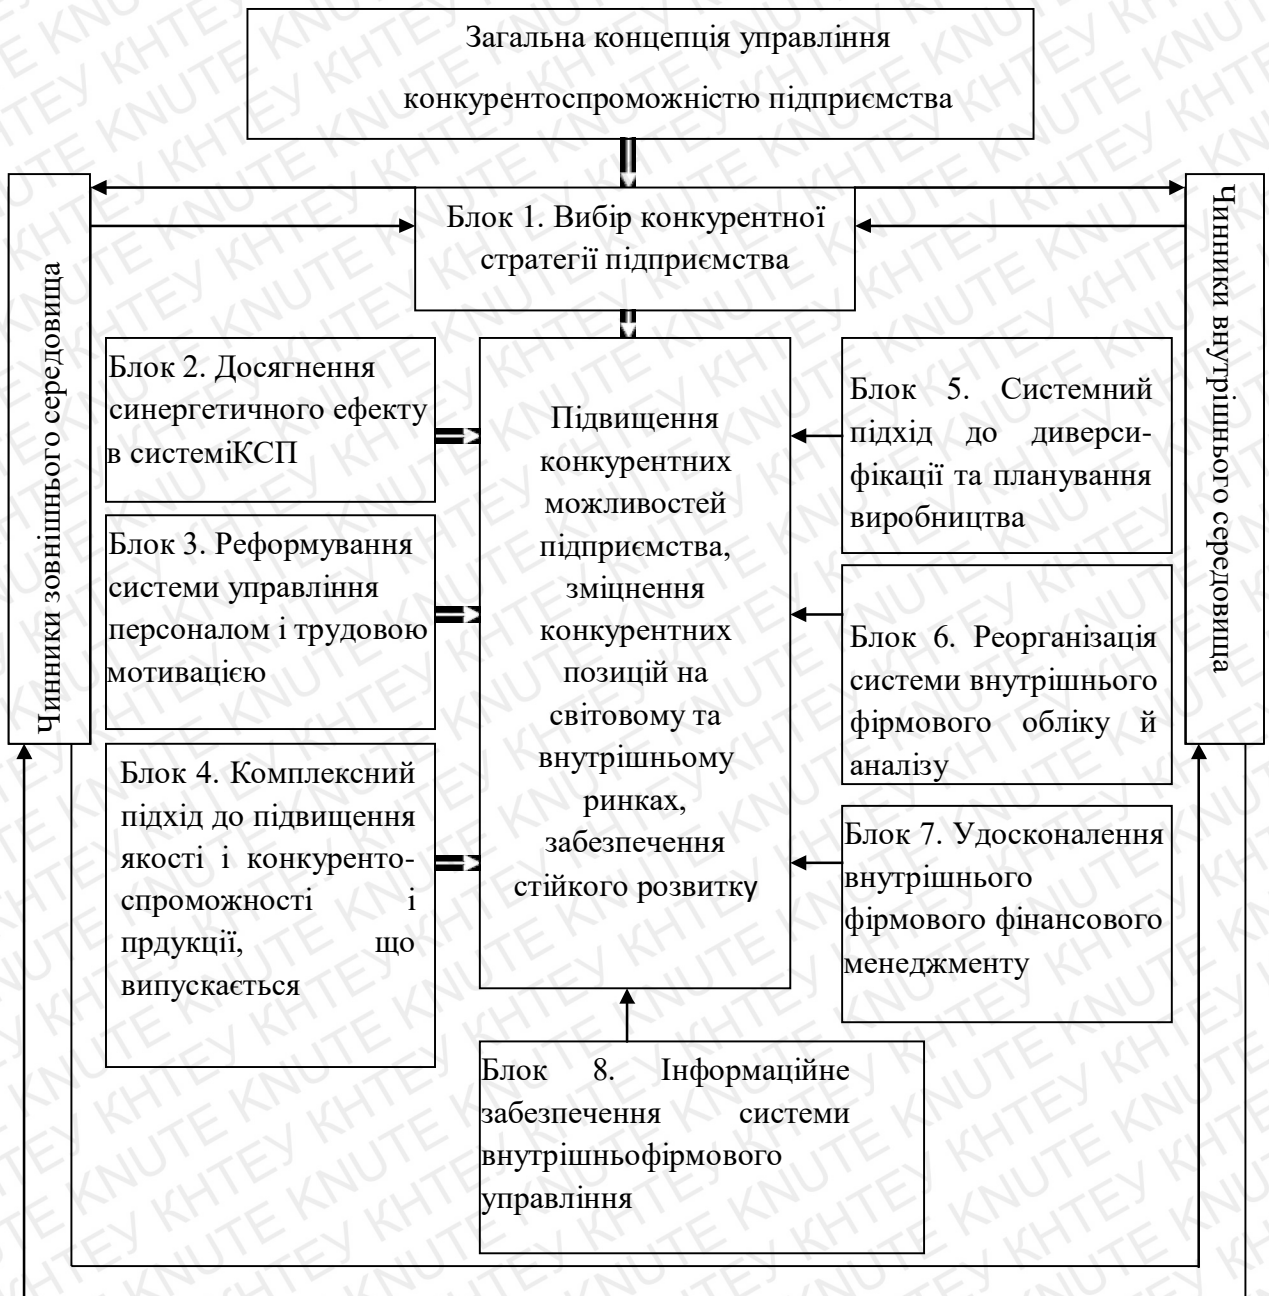 Загальна концепція управління
конкурентоспроможністю підприємства
Блок 1. Вибір конкурентної
стратегії підприємства
Чинники зовнішнього середовища
Чинники внутрішнього середовища
Блок 2. Досягнення
синергетичного ефекту
в системіКСП
Блок 3. Реформування
системи управління
персоналом і трудовою
мотивацією
Блок 4. Комплексний
підхід до підвищення
якості і конкуренто-
спроможності і
прдукції, що
випускається
Підвищення
конкурентних
можливостей
підприємства,
зміцнення
конкурентних
позицій на
світовому та
внутрішньому
ринках,
забезпечення
стійкого розвитку
Блок 5. Системний
підхід до диверси-
фікації та планування
виробництва
Блок 6. Реорганізація
системи внутрішнього
фірмового обліку й
аналізу
Блок 7. Удосконалення
внутрішнього
фірмового фінансового
менеджменту
Блок 8. Інформаційне
забезпечення системи
внутрішньофірмового
управління